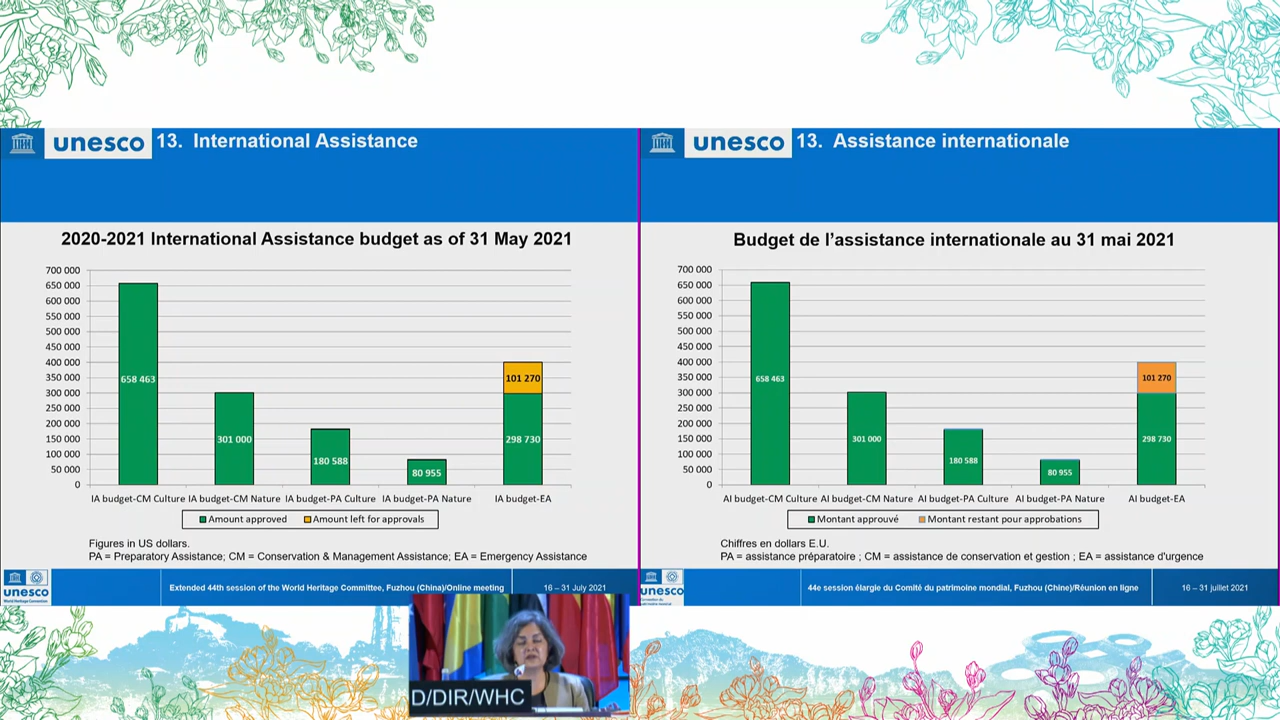 unesco
13. International Assistance
2020-2021 International Assistance budget as of 31 May 2021
700 000
650 000
600 000
550 000
500 000
450 000
400 000
350 000
300 000
250 000
200 000
150 000
100 000
50 000
0
658 463
301 000
180 588
80 955
101 270
298 730
IA budget-CM Culture
IA budget-CM Nature
IA budget-PA Culture
IA budget-PA Nature
IA budget-EA
Amount approved
Amount left for approvals
Figures in US dollars.
PA = Preparatory Assistance; CM = Conservation & Management Assistance; EA = Emergency Assistance
unesco
World Heritage Convention
Extended 44th session of the World Heritage Committee, Fuzhou (China)/Online meeting
16 – 31 July 2021
unesco
13. Assistance internationale
Budget de l’assistance internationale au 31 mai 2021
700 000
650 000
600 000
550 000
500 000
450 000
400 000
350 000
300 000
250 000
200 000
150 000
100 000
50 000
0
658 463
301 000
180 588
80 955
101 270
298 730
AI budget-CM Culture
AI budget-CM Nature
AI budget-PA Culture
AI budget-PA Nature
AI budget-EA
Montant approuvé
Montant restant pour approbations
Chiffres en dollars E.U.
PA = assistance préparatoire ; CM = assistance de conservation et gestion ; EA = assistance d'urgence
unesco
44e session élargie du Comité du patrimoine mondial, Fuzhou (Chine)/Réunion en ligne
16 – 31 juillet 2021
D/DIR/WHC